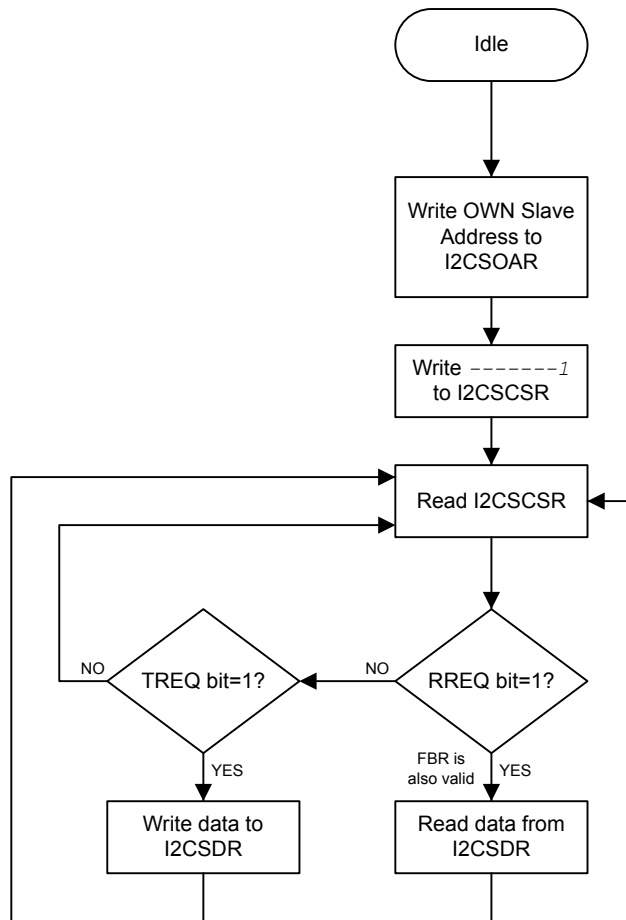 Idle
Write OWN Slave
Address to
I2CSOAR
Write -------1
to I2CSCSR
Read I2CSCSR
NO
TREQ bit=1?
NO
RREQ bit=1?
YES
FBR is
also valid
YES
Write data to
I2CSDR
Read data from
I2CSDR